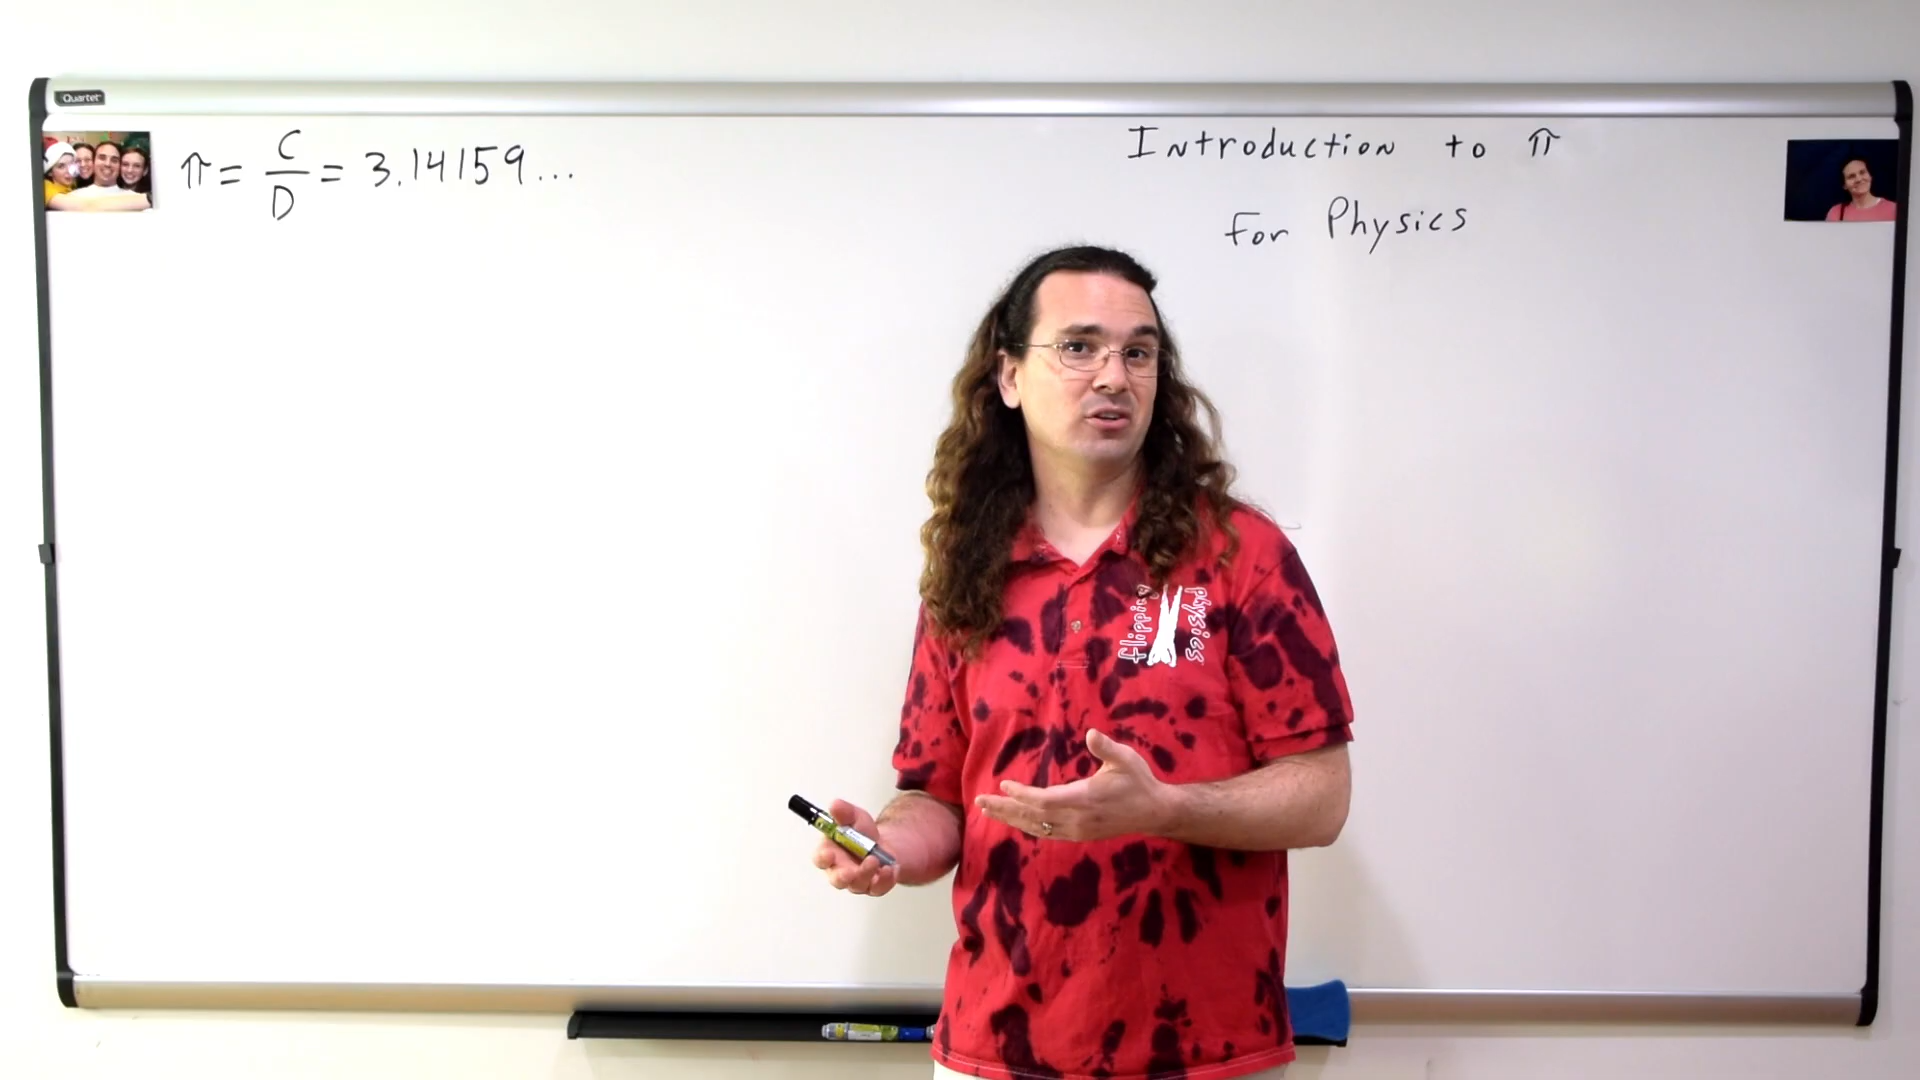 Quartet
π = C/D = 3.14159...
Introduction to π
For Physics
flipping physics